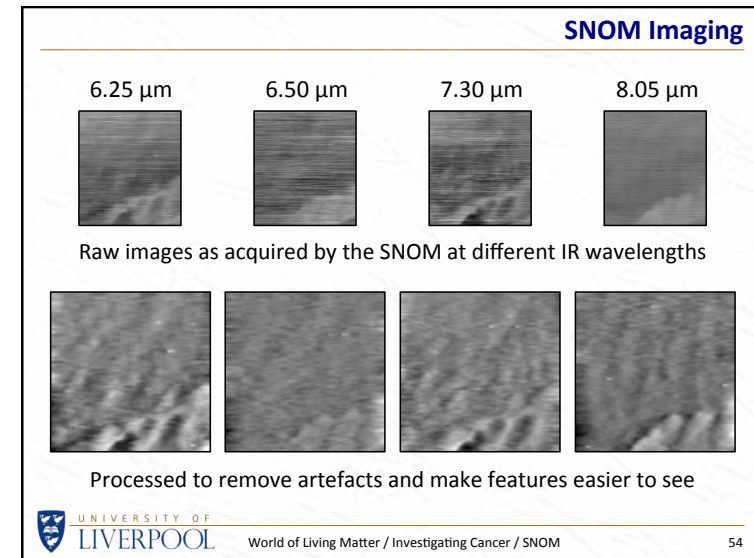 SNOM Imaging
6.25 μm 6.50 μm 7.30 μm 8.05 μm
Raw images as acquired by the SNOM at different IR wavelengths
Processed to remove artefacts and make features easier to see
UNIVERSITY OF
LIVERPOOL
World of Living Matter / Investigating Cancer / SNOM 54